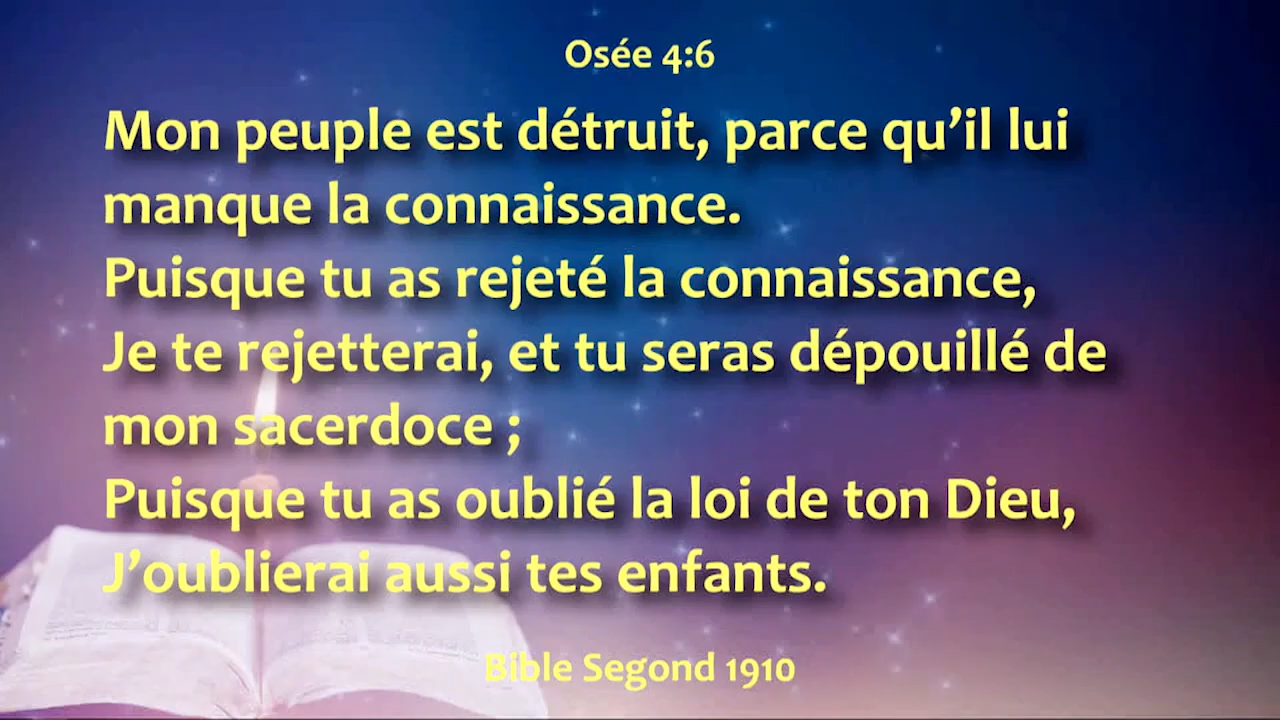 Osée 4:6
Mon peuple est détruit, parce qu’il lui
manque la connaissance.
Puisque tu as rejeté la connaissance,
Je te rejetterai, et tu seras dépouillé de
mon sacerdoce ;
Puisque tu as oublié la loi de ton Dieu,
J’oublierai aussi tes enfants.
Bible Segond 1910